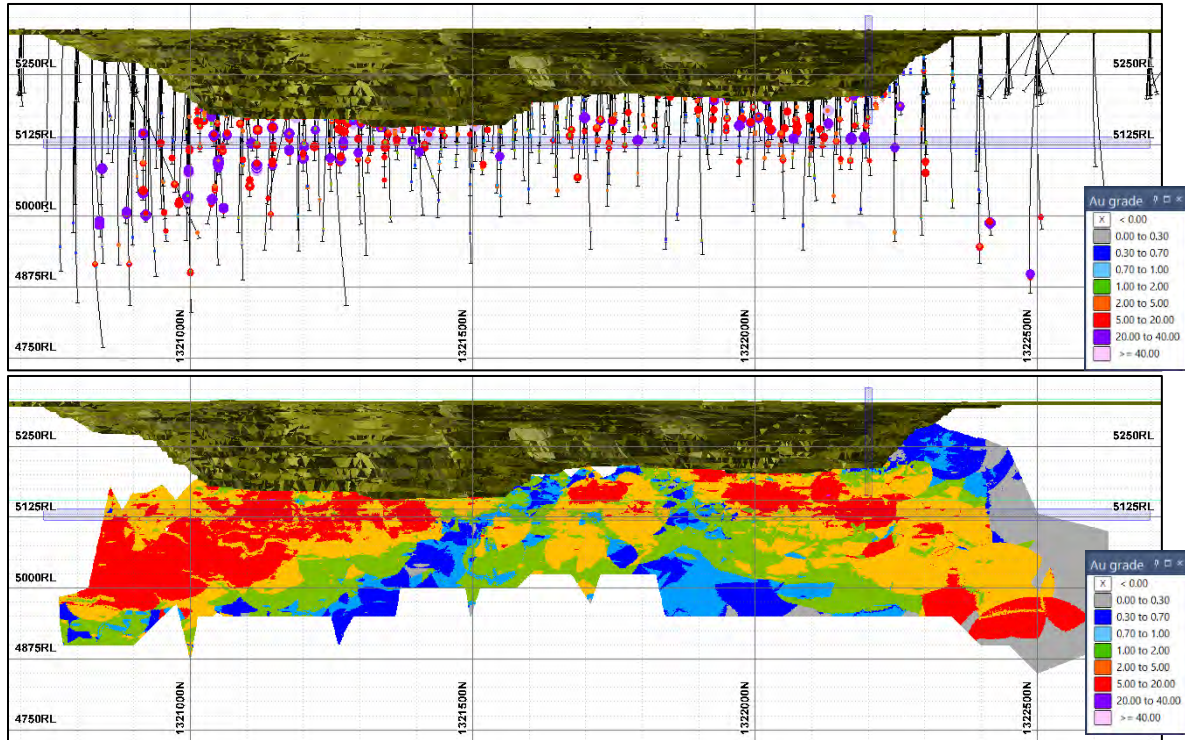 5250RL
5250RL
5125RL
5125RL
5000RL
4875RL
4750RL
1321000N
1321500N
1322000N
1322500N
Au grade
X < 0.00
0.00 to 0.30
0.30 to 0.70
0.70 to 1.00
1.00 to 2.00
2.00 to 5.00
5.00 to 20.00
20.00 to 40.00
>= 40.00
5250RL
5250RL
5125RL
5125RL
5000RL
4875RL
4750RL
1321000N
1321500N
1322000N
1322500N
Au grade
X < 0.00
0.00 to 0.30
0.30 to 0.70
0.70 to 1.00
1.00 to 2.00
2.00 to 5.00
5.00 to 20.00
20.00 to 40.00
>= 40.00